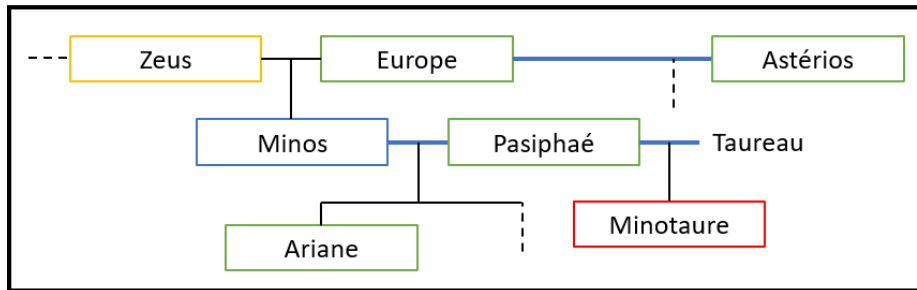 Zeus
Europe
Astérios
Minos
Pasiphaé
Taureau
Minotaure
Ariane